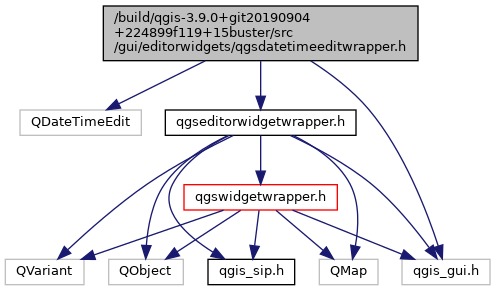 /build/qgis-3.9.0+git20190904
+224899f119+15buster/src
/gui/editorwidgets/qgsdatetimeeditwrapper.h
QDateTimeEdit
qgseditorwidgetwrapper.h
qgswidgetwrapper.h
QVariant
QObject
qgis_sip.h
QMap
qgis_gui.h